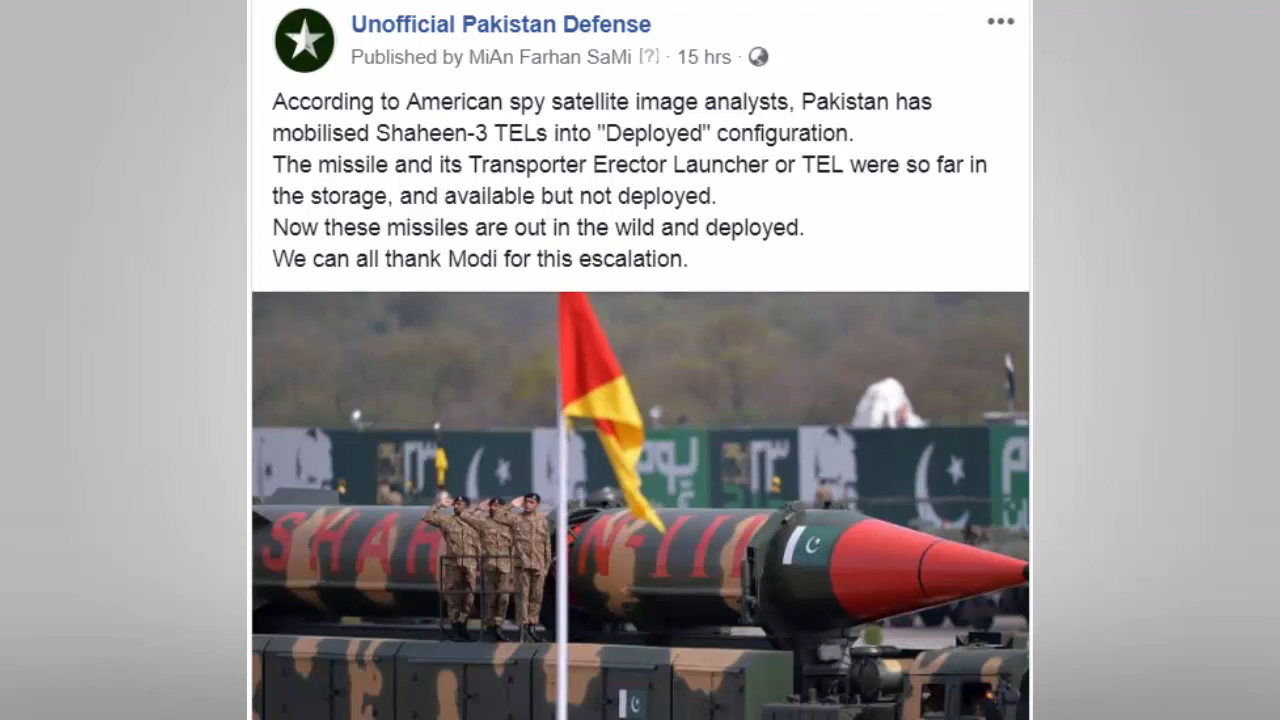 Unofficial Pakistan Defense
Published by MiAn Farhan SaMi [?] · 15 hrs ·
According to American spy satellite image analysts, Pakistan has
mobilised Shaheen-3 TELs into "Deployed" configuration.
The missile and its Transporter Erector Launcher or TEL were so far in
the storage, and available but not deployed.
Now these missiles are out in the wild and deployed.
We can all thank Modi for this escalation.
یوم
SHAH N-III